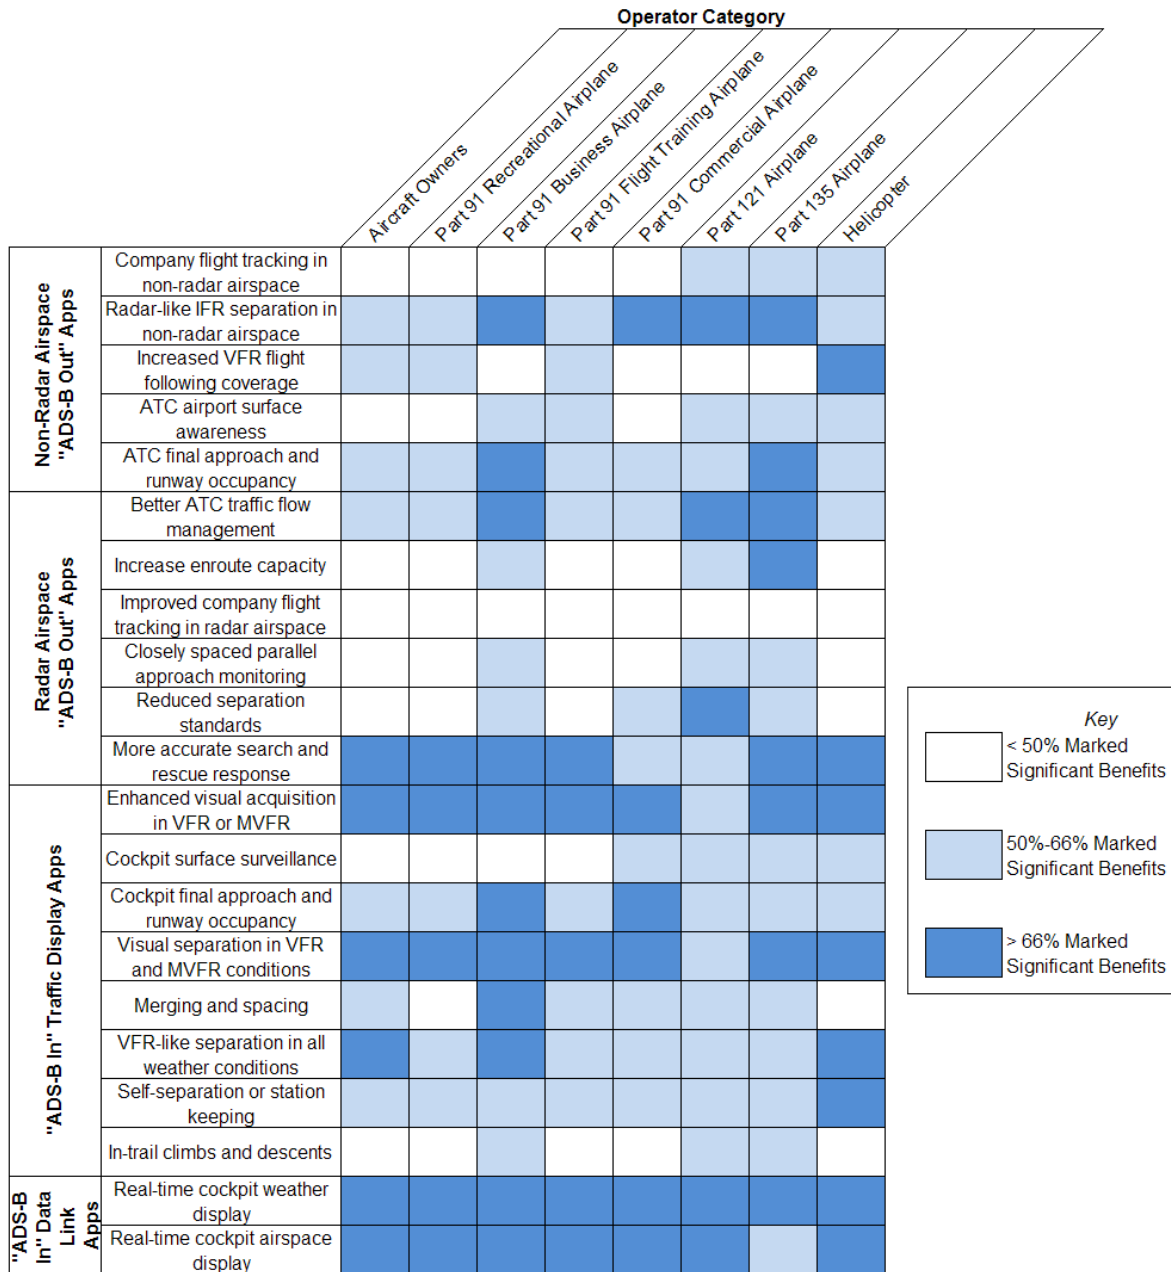 Operator Category
Aircraft Owners
Part 91 Recreational Airplane
Part 91 Business Airplane
Part 91 Flight Training Airplane
Part 91 Commercial Airplane
Part 121 Airplane
Part 135 Airplane
Helicopter
Non-Radar Airspace
"ADS-B Out" Apps
Company flight tracking in
non-radar airspace
Radar-like IFR separation in
non-radar airspace
Increased VFR flight
following coverage
ATC airport surface
awareness
ATC final approach and
runway occupancy
Radar Airspace
"ADS-B Out" Apps
Better ATC traffic flow
management
Increase enroute capacity
Improved company flight
tracking in radar airspace
Closely spaced parallel
approach monitoring
Reduced separation
standards
More accurate search and
rescue response
"ADS-B In" Traffic Display Apps
Enhanced visual acquisition
in VFR or MVFR
Cockpit surface surveillance
Cockpit final approach and
runway occupancy
Visual separation in VFR
and MVFR conditions
Merging and spacing
VFR-like separation in all
weather conditions
Self-separation or station
keeping
In-trail climbs and descents
"ADS-B
In" Data
Link
Apps
Real-time cockpit weather
display
Real-time cockpit airspace
display
Key
< 50% Marked
Significant Benefits
50%-66% Marked
Significant Benefits
> 66% Marked
Significant Benefits